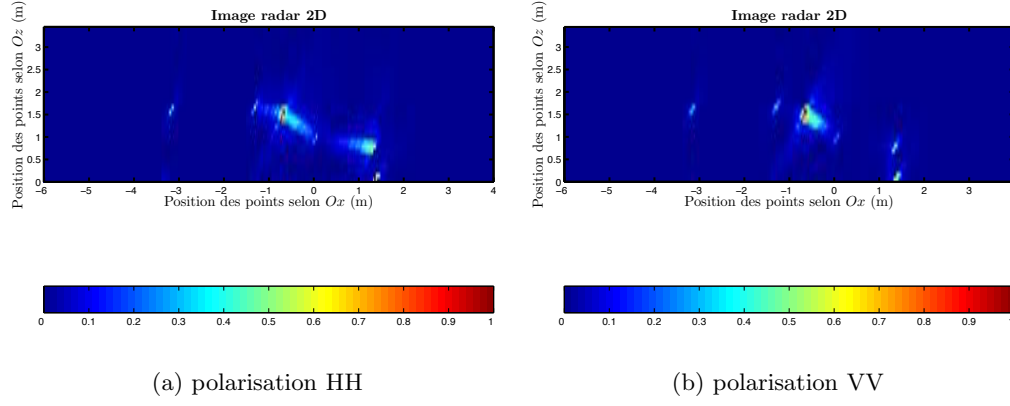 Image radar 2D
Position des points selon Oz (m)
3
2.5
2
1.5
1
0.5
0
−6 −5 −4 −3 −2 −1 0 1 2 3 4
Position des points selon Ox (m)
0 0.1 0.2 0.3 0.4 0.5 0.6 0.7 0.8 0.9 1
(a) polarisation HH
Image radar 2D
Position des points selon Oz (m)
3
2.5
2
1.5
1
0.5
0
−6 −5 −4 −3 −2 −1 0 1 2 3
Position des points selon Ox (m)
0 0.1 0.2 0.3 0.4 0.5 0.6 0.7 0.8 0.9 1
(b) polarisation VV